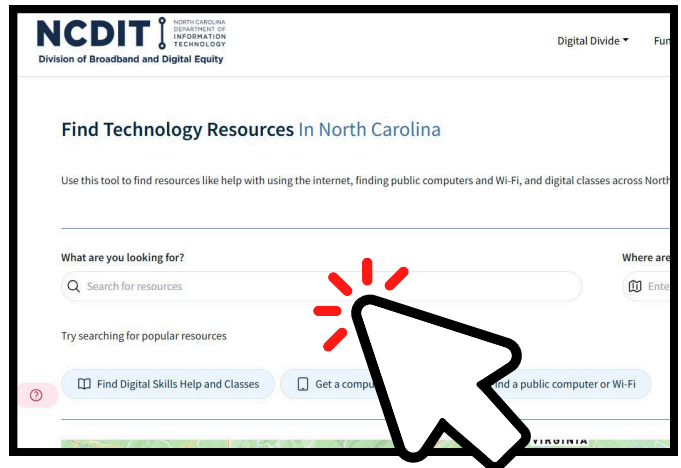 NCDIT
NORTH CAROLINA
DEPARTMENT OF
INFORMATION
TECHNOLOGY
Division of Broadband and Digital Equity
Digital Divide
Find Technology Resources In North Carolina
Use this tool to find resources like help with using the internet, finding public computers and Wi-Fi, and digital classes across North
What are you looking for?
Where are
Search for resources
Ente
Try searching for popular resources
Find Digital Skills Help and Classes
Get a compu
nd a public computer or Wi-Fi
VIRGINIA